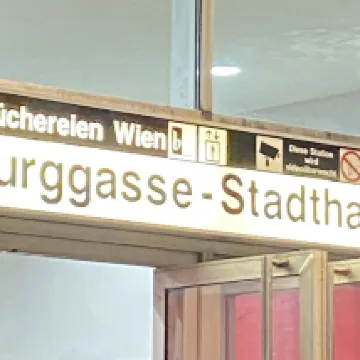 üchereien Wien b
Diese Station
wird
videoüberwacht
urggasse - Stadtha